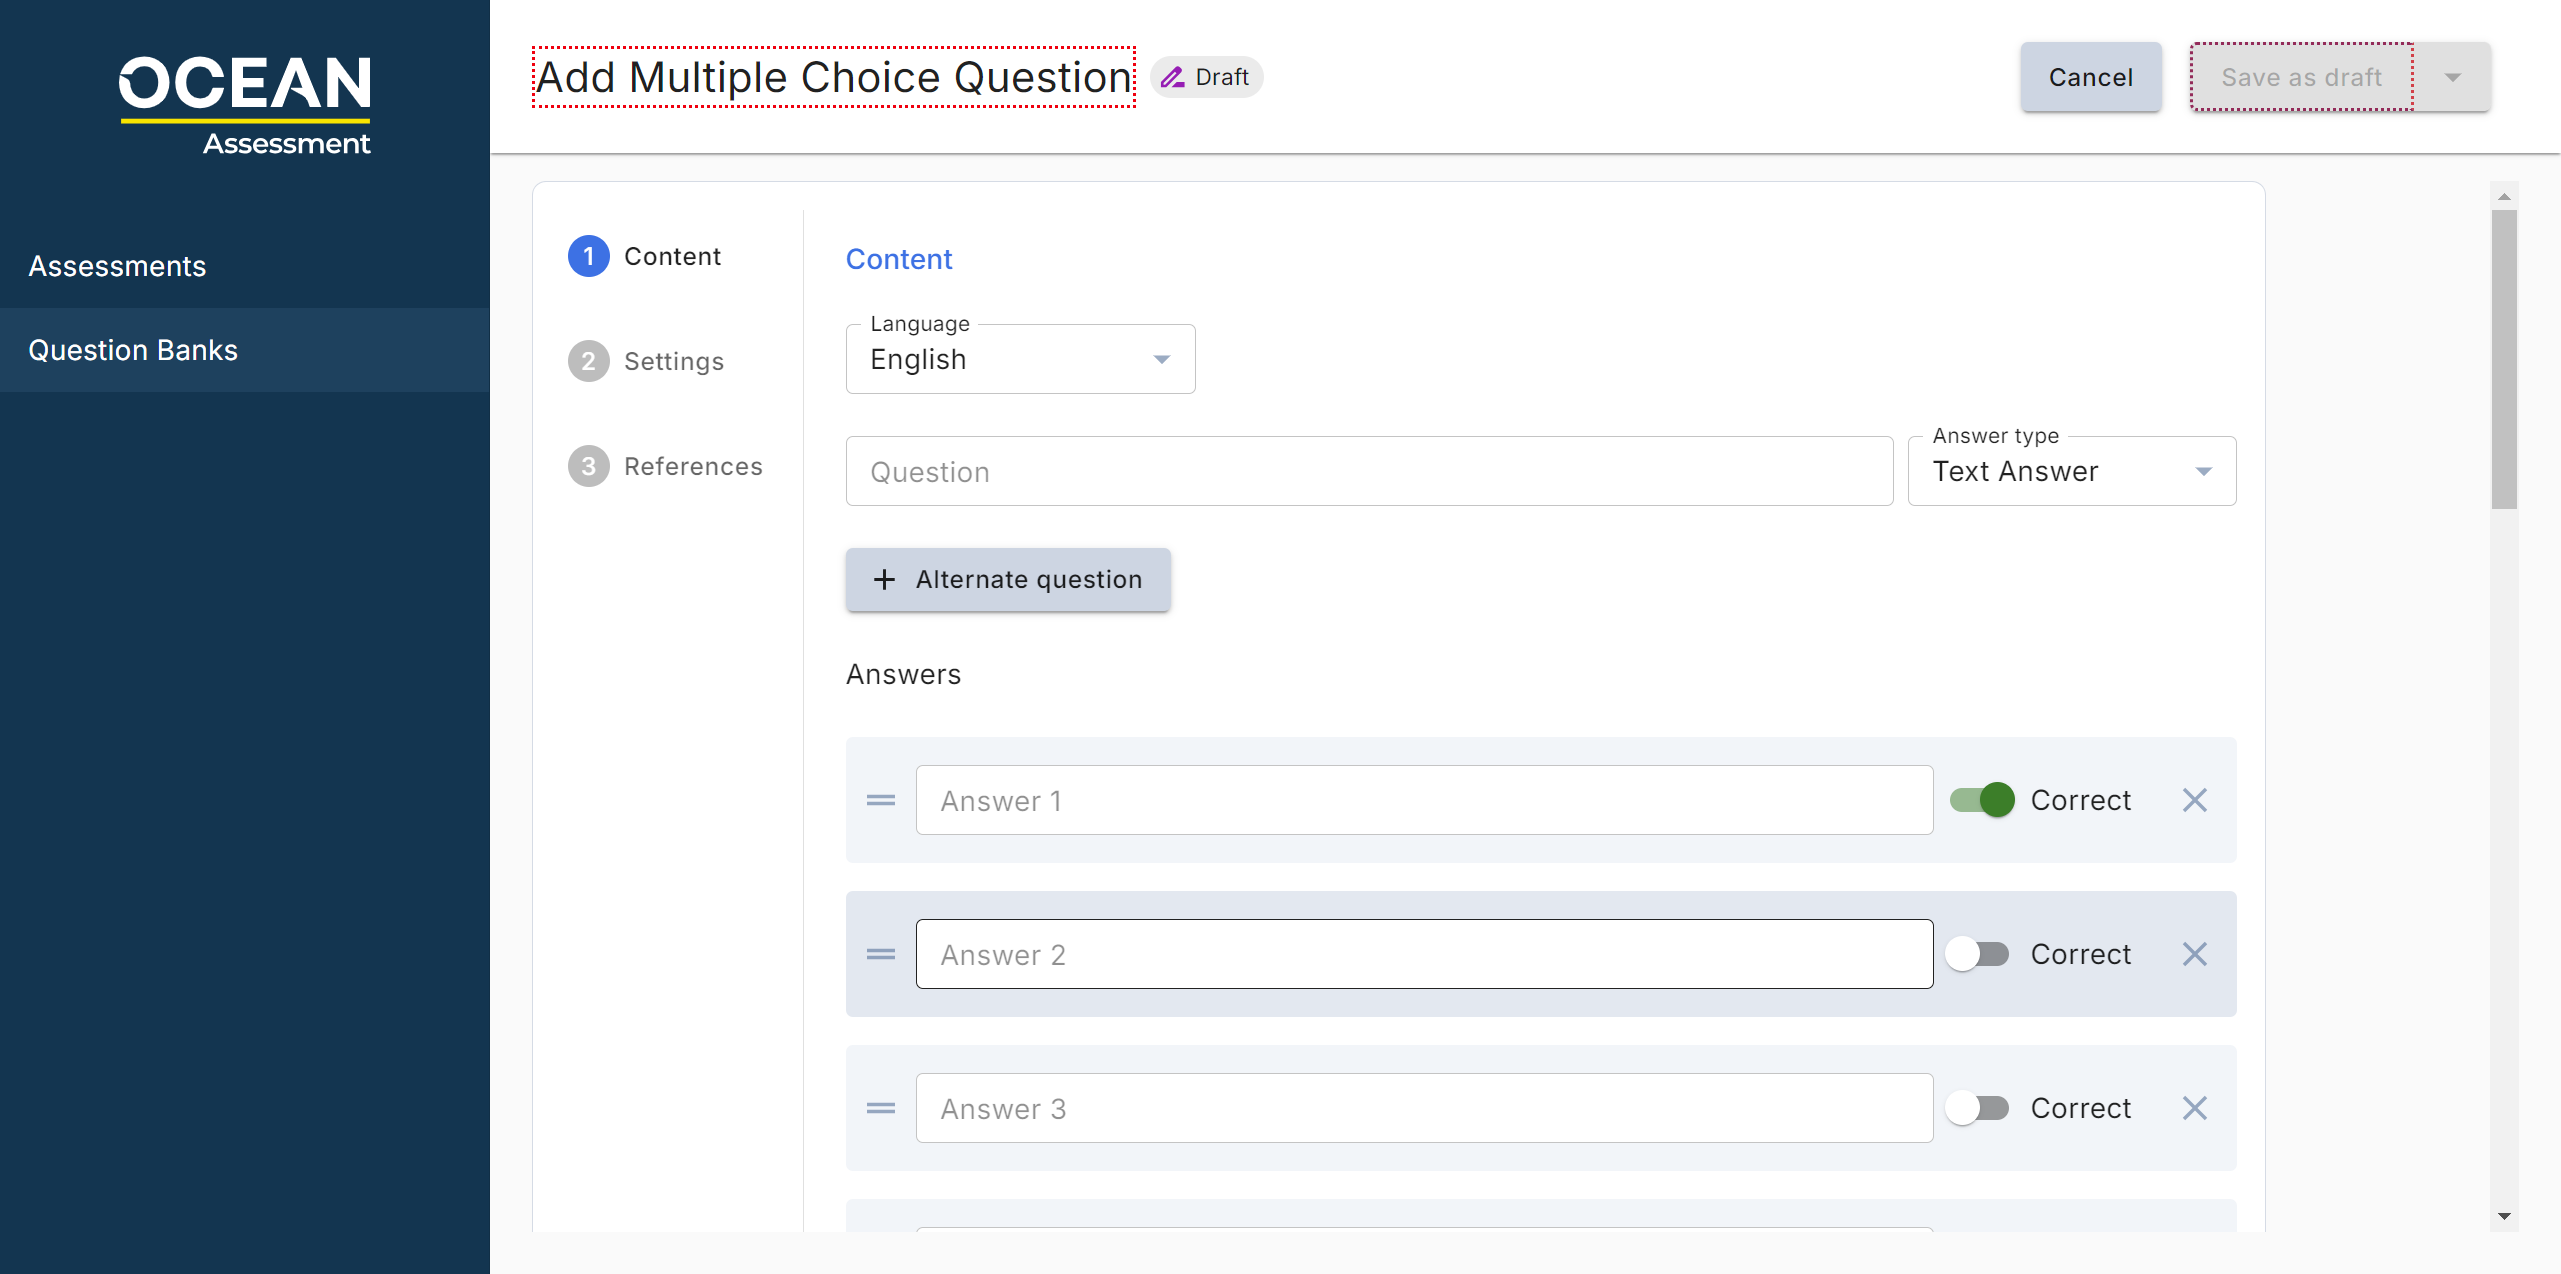 OCEAN
Assessment
Assessments
Question Banks
Add Multiple Choice Question
Draft
Cancel
Save as draft
1 Content
2 Settings
3 References
Content
Language
English
Question
Answer type
Text Answer
+ Alternate question
Answers
Answer 1
Correct
Answer 2
Correct
Answer 3
Correct